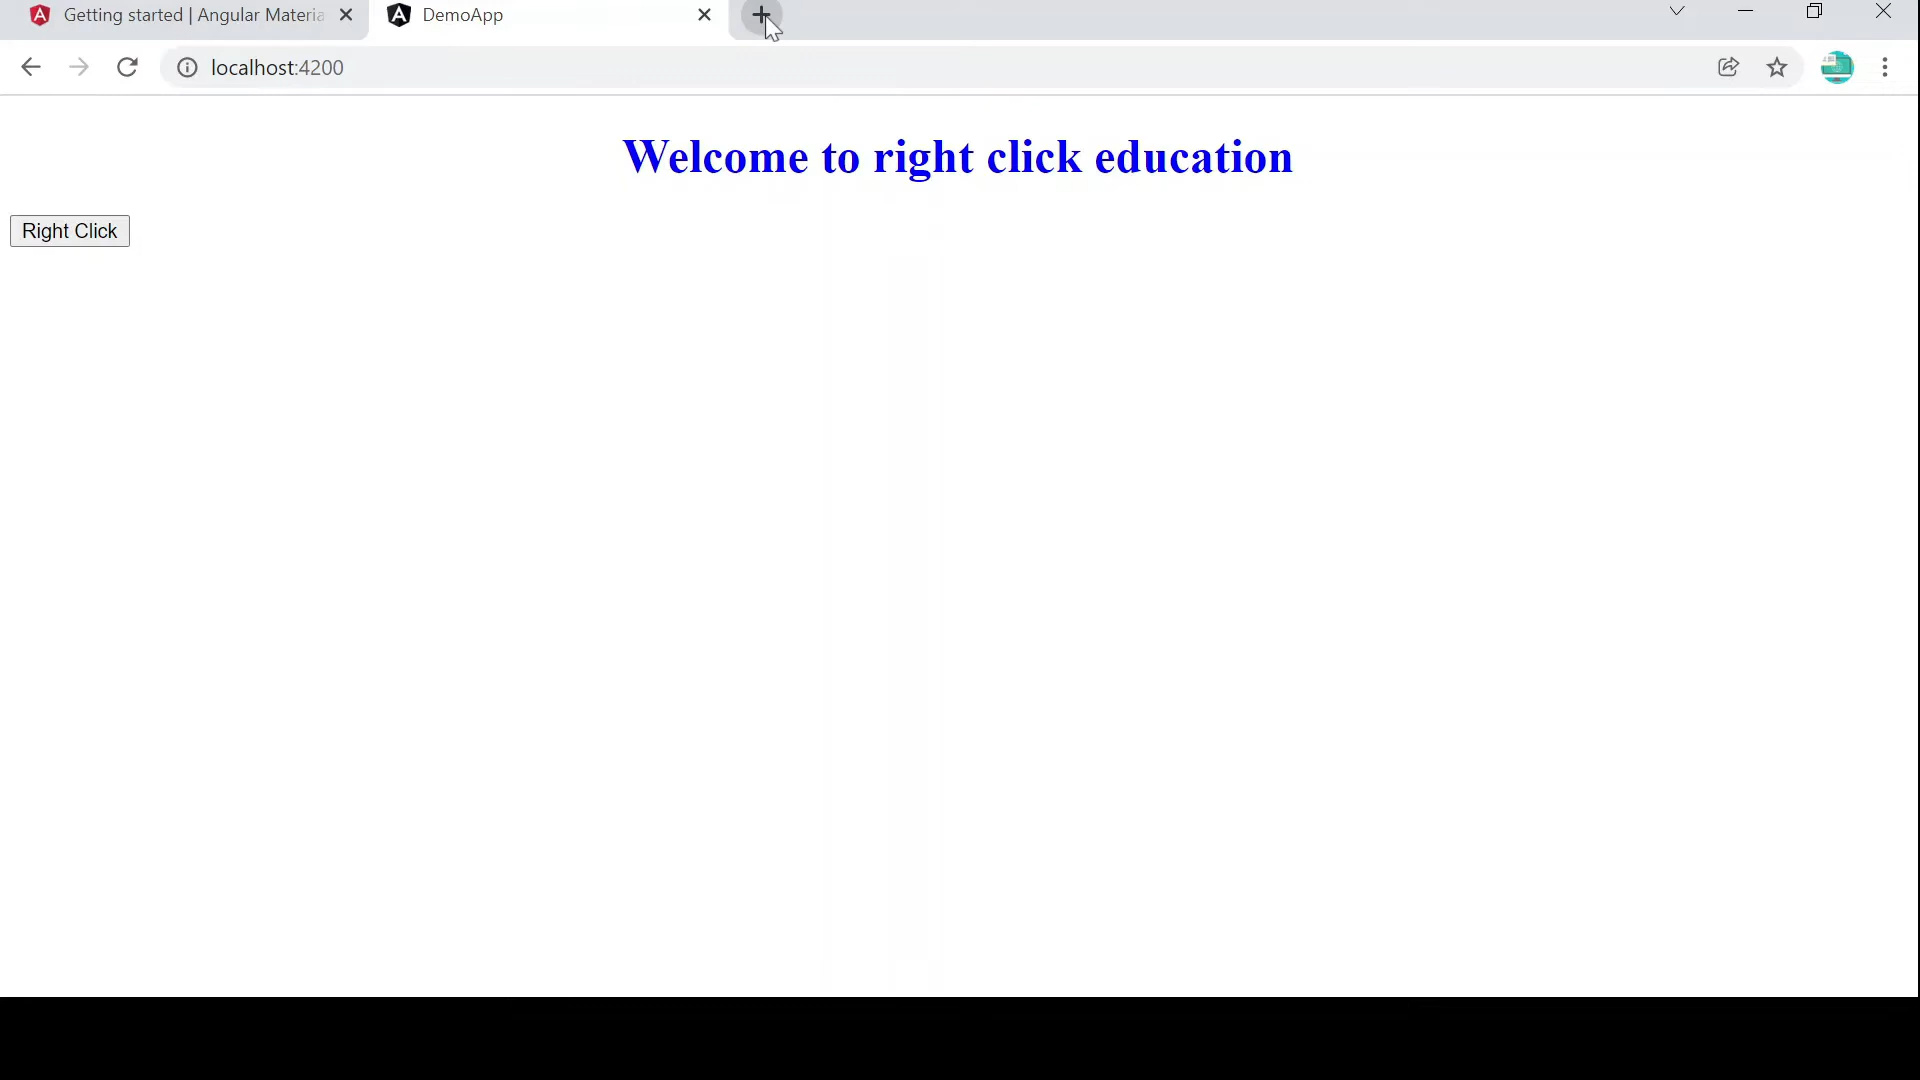 Getting started | Angular Materia
DemoApp
localhost:4200
Welcome to right click education
Right Click